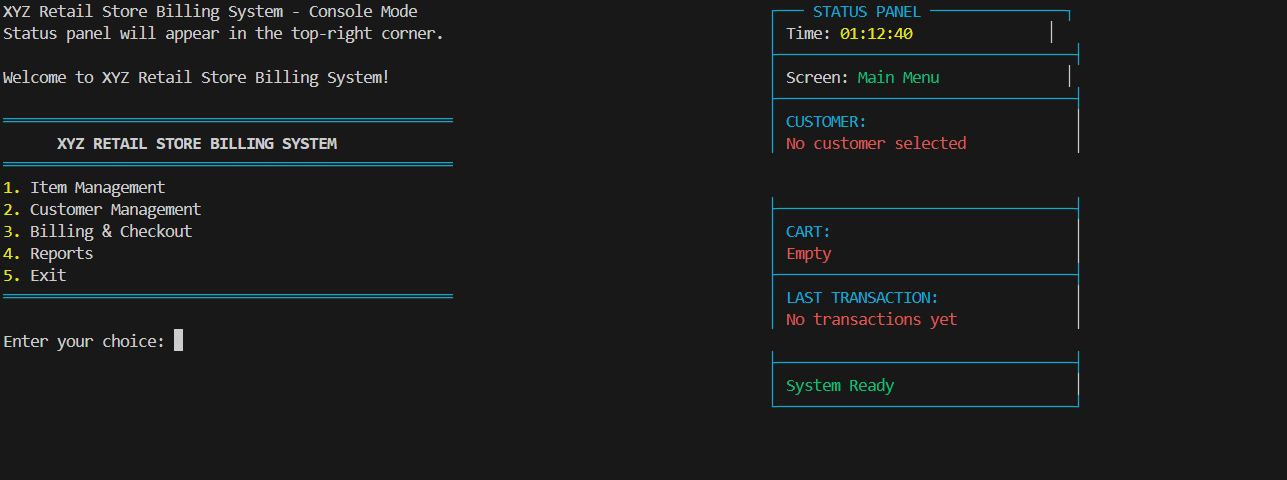 XYZ Retail Store Billing System - Console Mode
Status panel will appear in the top-right corner.
Welcome to XYZ Retail Store Billing System!
XYZ RETAIL STORE BILLING SYSTEM
1. Item Management
2. Customer Management
3. Billing & Checkout
4. Reports
5. Exit
Enter your choice:
STATUS PANEL
Time: 01:12:40
Screen: Main Menu
CUSTOMER:
No customer selected
CART:
Empty
LAST TRANSACTION:
No transactions yet
System Ready